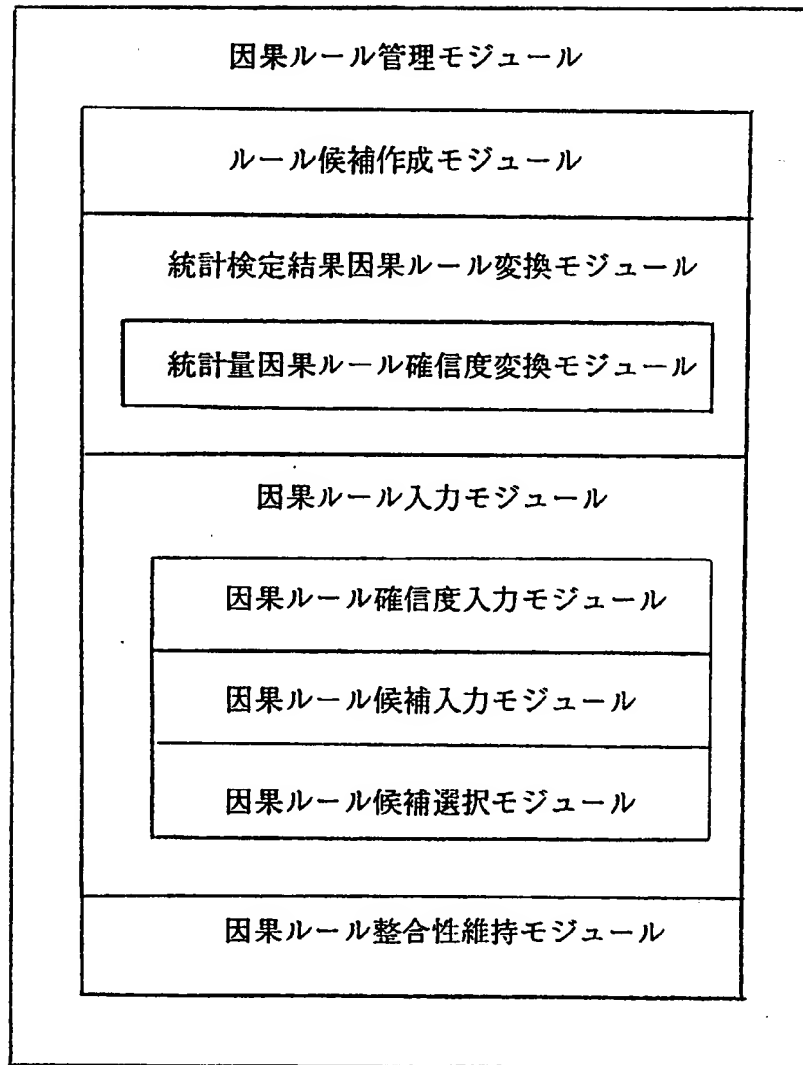 因果ルール管理モジュール
ルール候補作成モジュール
統計検定結果因果ルール変換モジュール
統計量因果ルール確信度変換モジュール
因果ルール入力モジュール
因果ルール確信度入力モジュール
因果ルール候補入力モジュール
因果ルール候補選択モジュール
因果ルール整合性維持モジュール